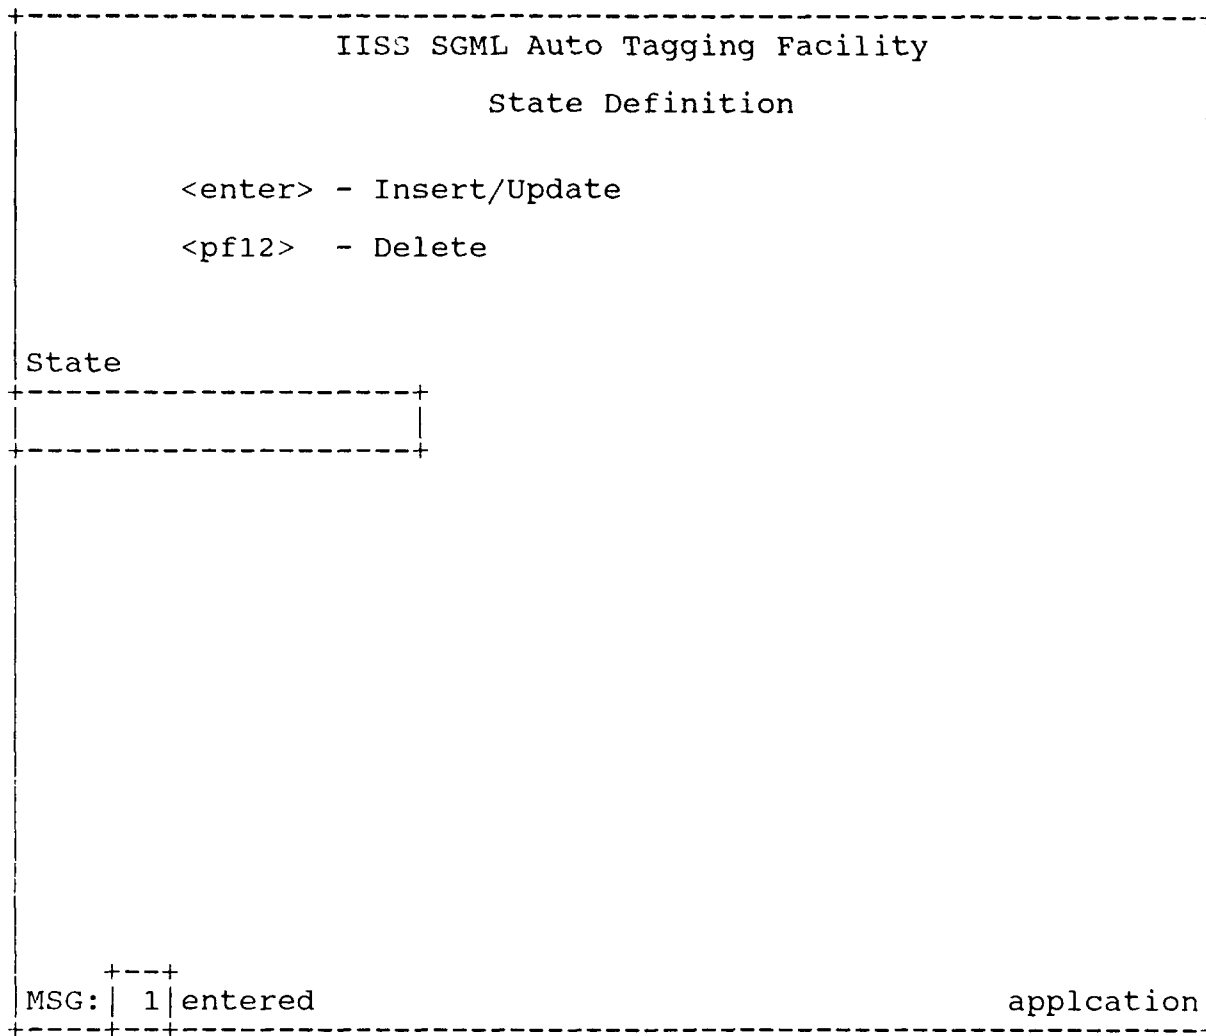 IISS SGML Auto Tagging Facility
State Definition
<enter> - Insert/Update
<pf12> - Delete
State
MSG: 1 entered applcation